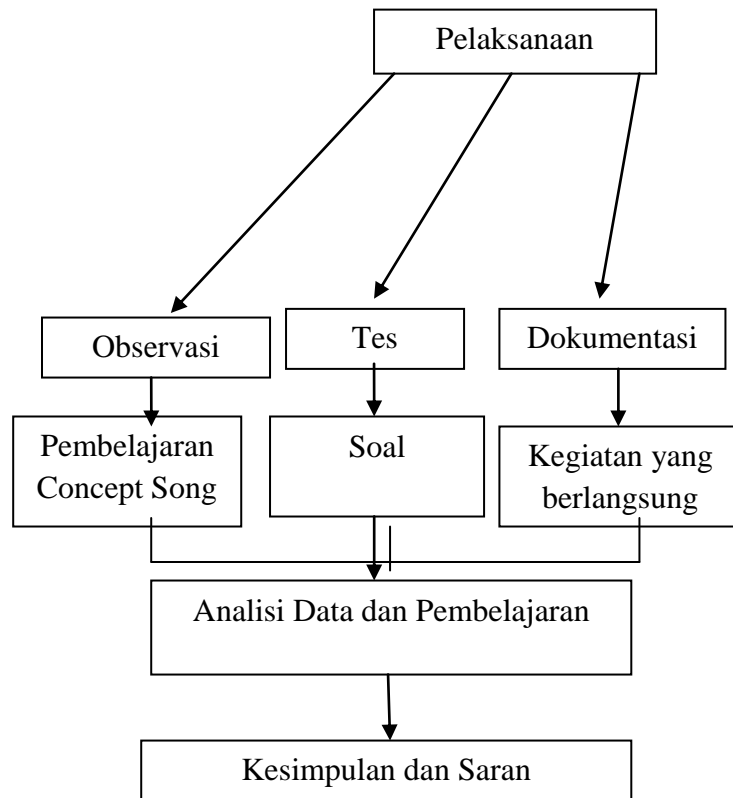 Pelaksanaan
Observasi
Tes
Dokumentasi
Pembelajaran
Concept Song
Soal
Kegiatan yang
berlangsung
Analisi Data dan Pembelajaran
Kesimpulan dan Saran